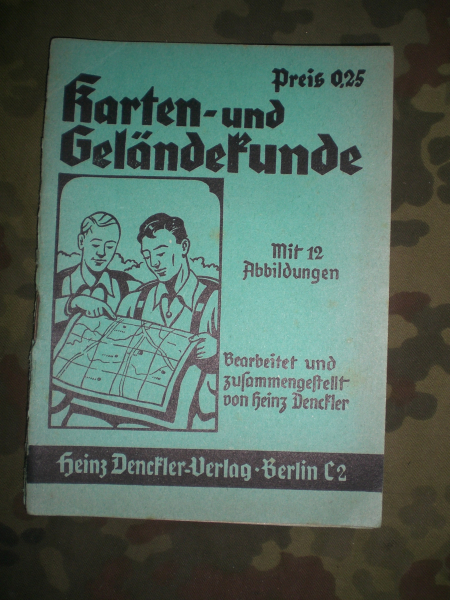 Preis 0,25
Karten- und
Geländekunde
Mit 12
Abbildungen
Bearbeitet und
zusammengestellt
von Heinz Denckler
Heinz Denckler-Verlag · Berlin C2